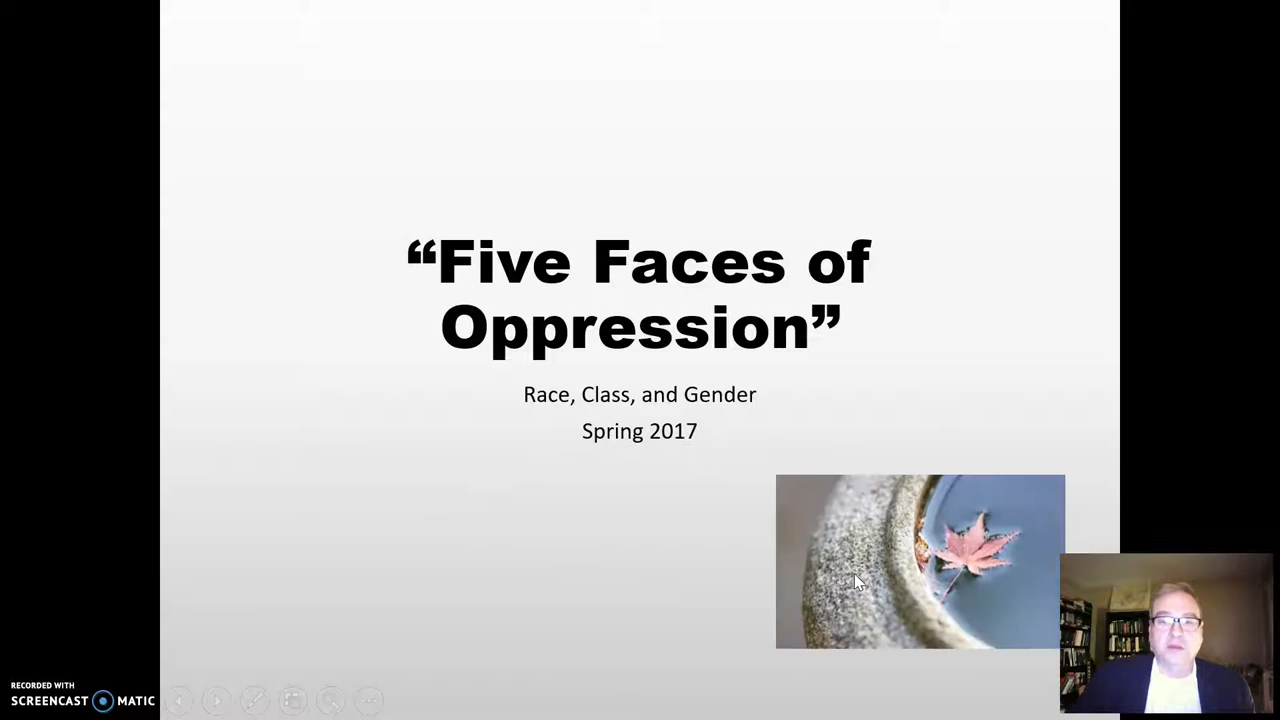 “Five Faces of
Oppression”
Race, Class, and Gender
Spring 2017
RECORDED WITH
SCREENCAST MATIC